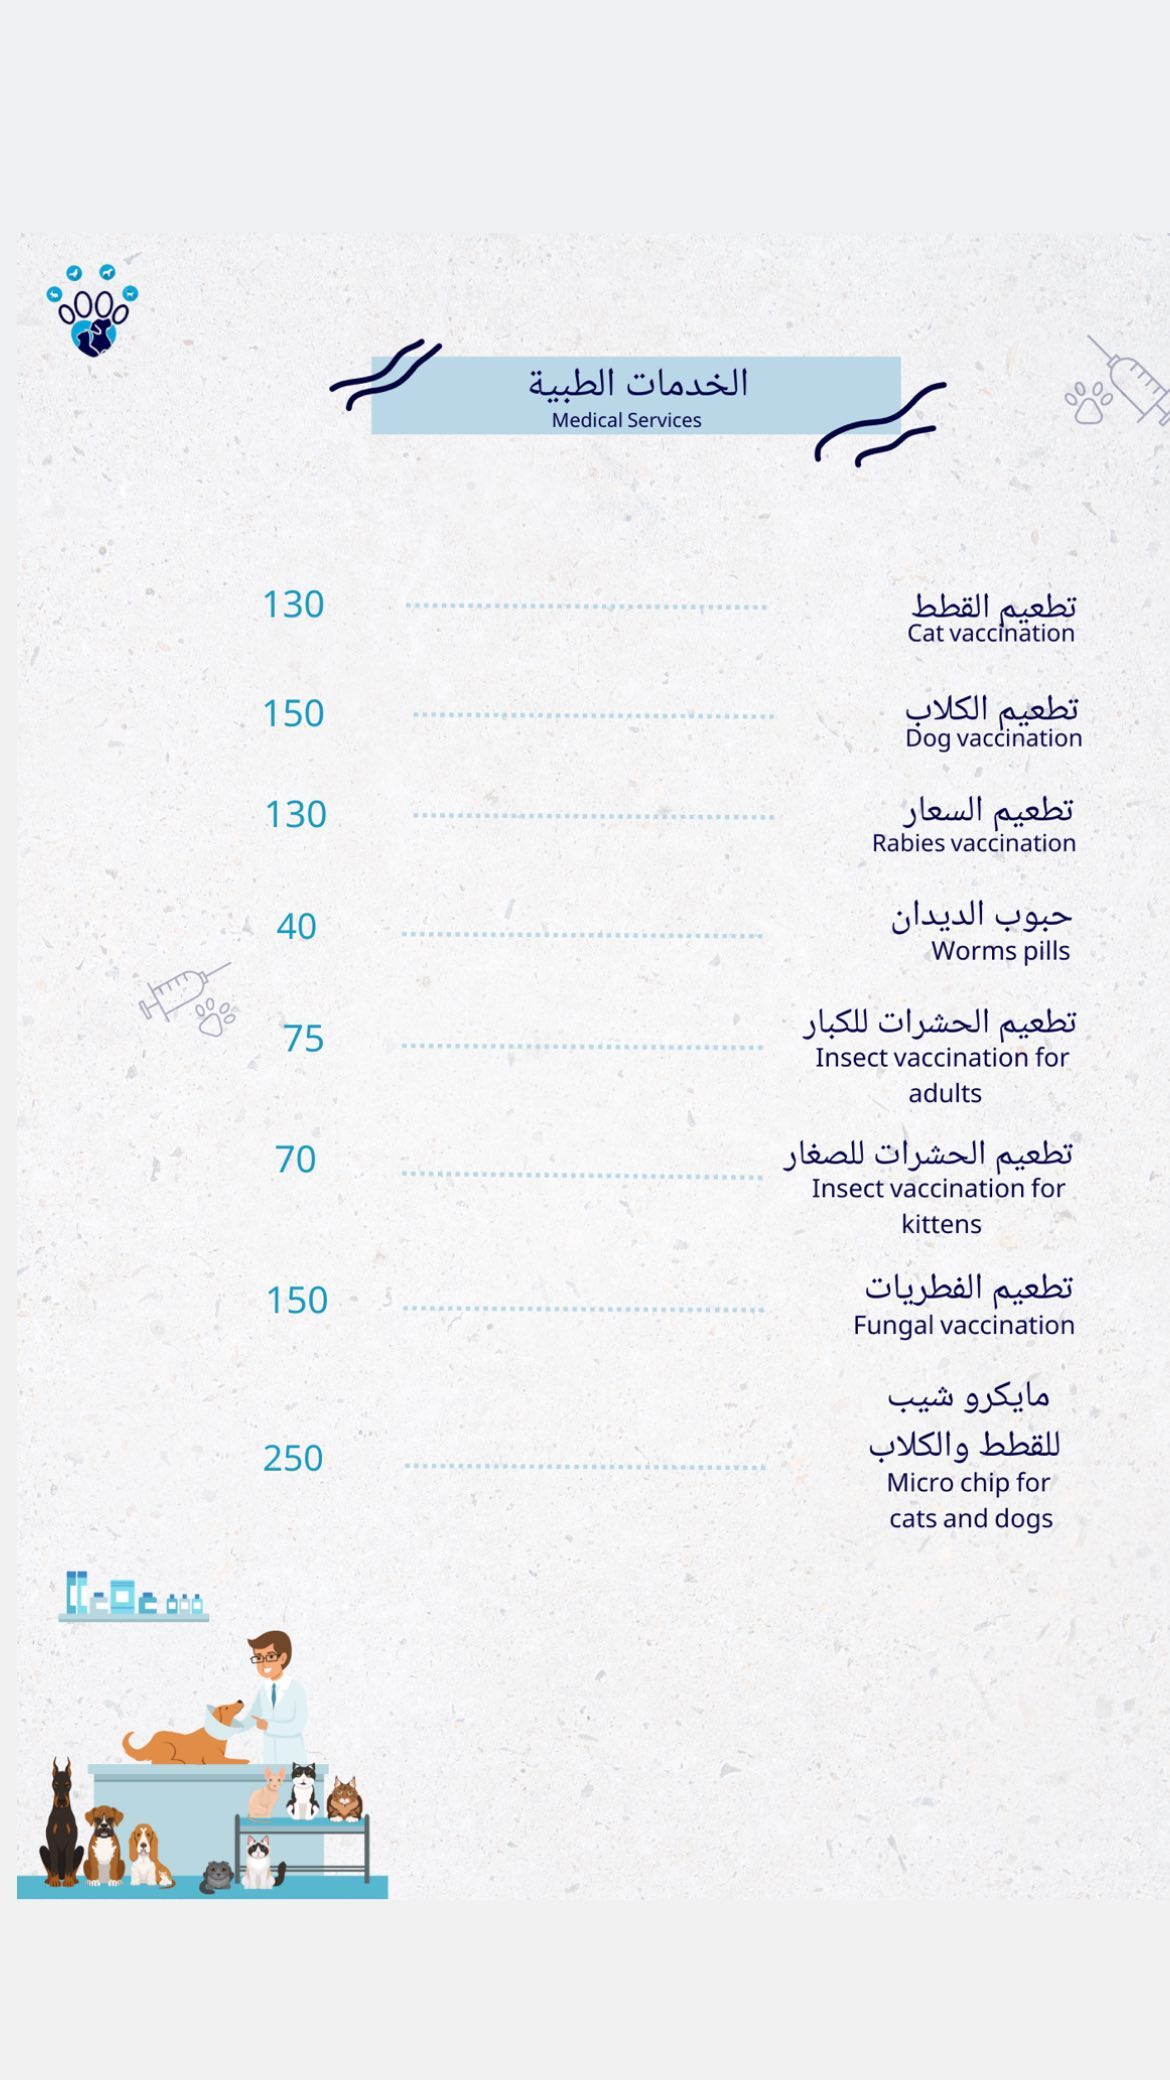 الخدمات الطبية
Medical Services
تطعيم القطط
130
Cat vaccination
تطعيم الكلاب
150
Dog vaccination
تطعيم السعار
130
Rabies vaccination
حبوب الديدان
40
Worms pills
تطعيم الحشرات للكبار
75
Insect vaccination for
adults
تطعيم الحشرات للصغار
70
Insect vaccination for
kittens
تطعيم الفطريات
150
Fungal vaccination
مايكرو شيب
للقطط والكلاب
250
Micro chip for
cats and dogs